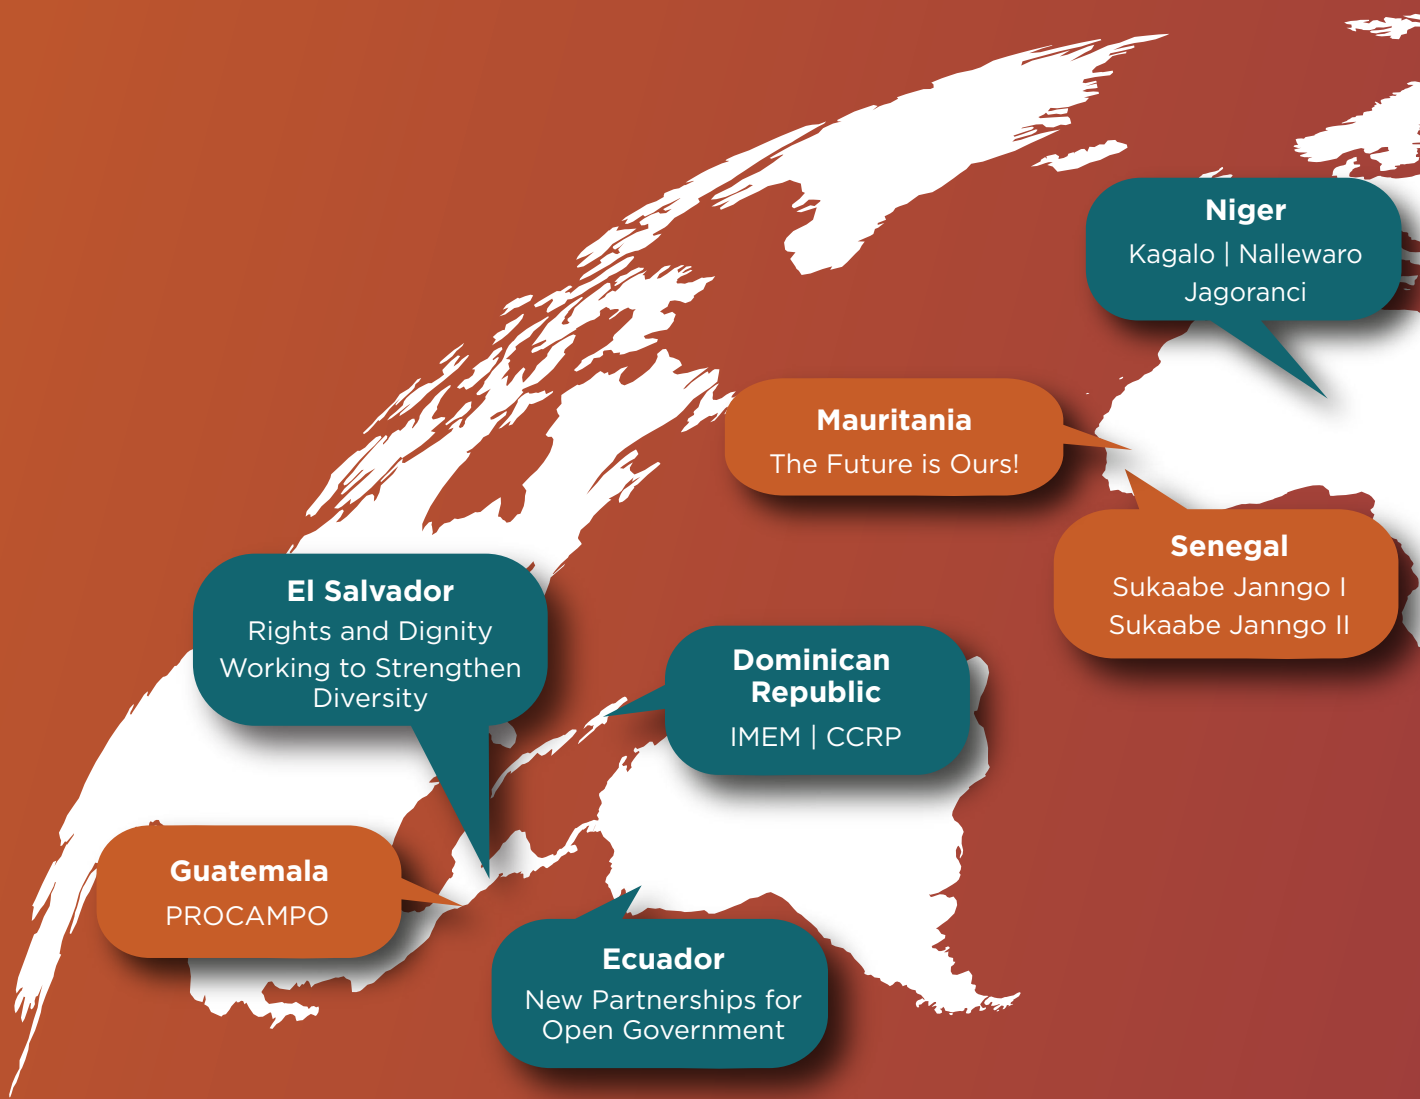 Niger
Kagalo | Nallewaro
Jagoranci
Mauritania
The Future is Ours!
Senegal
Sukaabe Janngo I
Sukaabe Janngo II
El Salvador
Rights and Dignity
Working to Strengthen
Diversity
Dominican
Republic
IMEM | CCRP
Guatemala
PROCAMPO
Ecuador
New Partnerships for
Open Government